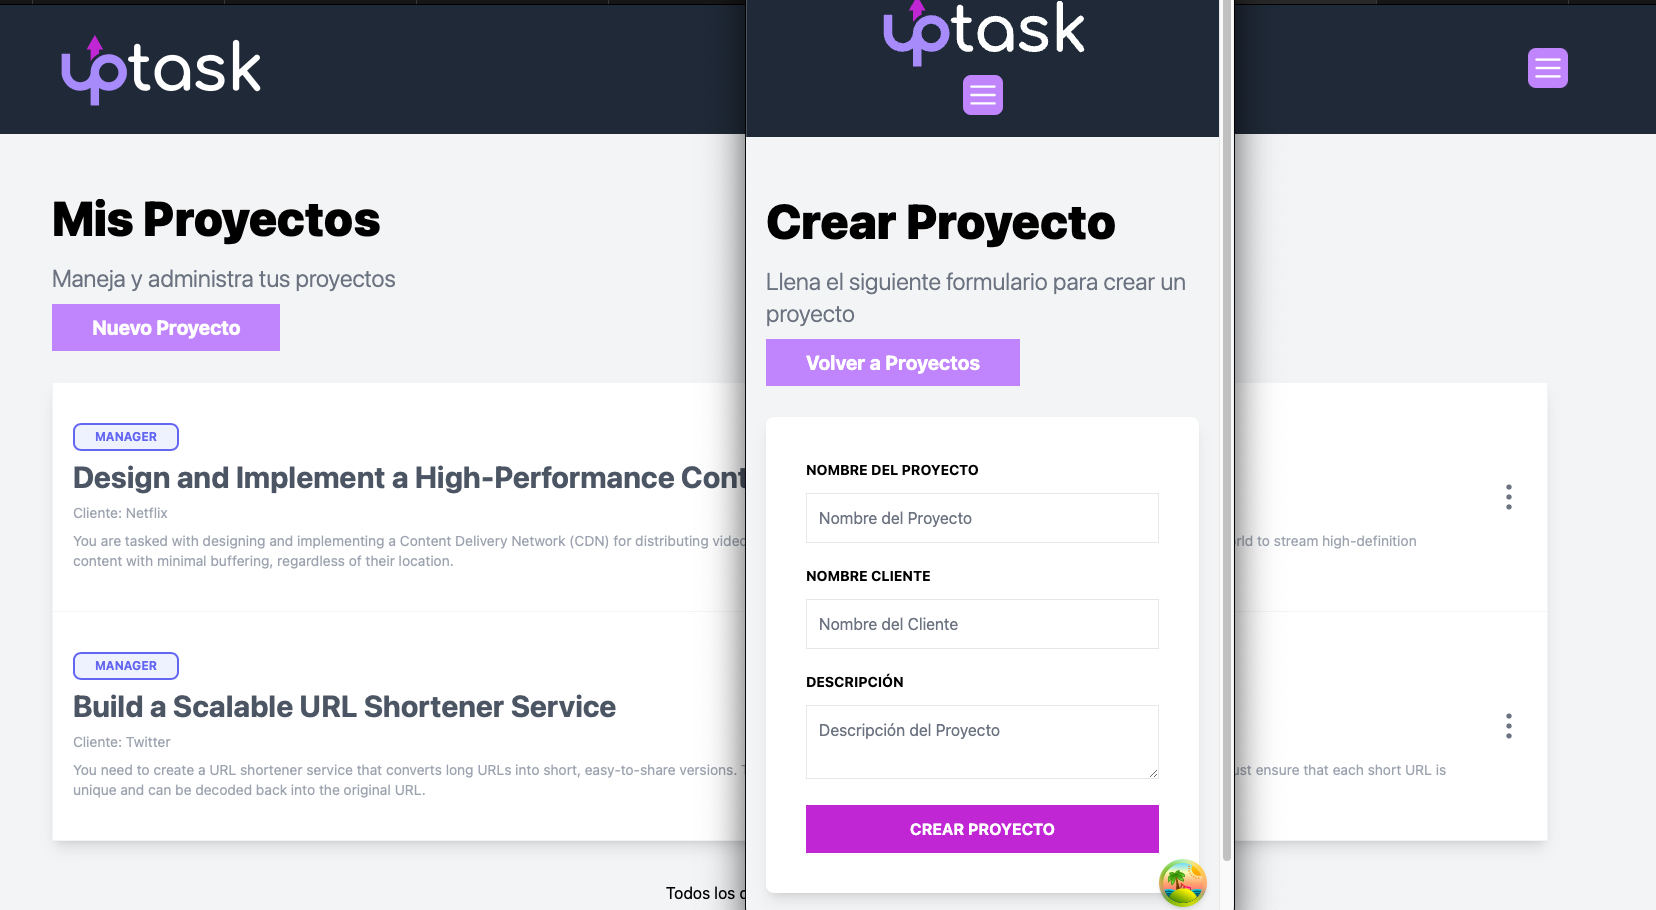 uptask
Mis Proyectos
Maneja y administra tus proyectos
Nuevo Proyecto
MANAGER
Design and Implement a High-Performance Cont
Cliente: Netflix
You are tasked with designing and implementing a Content Delivery Network (CDN) for distributing video
to stream high-definition
content with minimal buffering, regardless of their location.
MANAGER
Build a Scalable URL Shortener Service
Cliente: Twitter
You need to create a URL shortener service that converts long URLs into short, easy-to-share versions.
ensure that each short URL is
unique and can be decoded back into the original URL.
Todos los
uptask
Crear Proyecto
Llena el siguiente formulario para crear un
proyecto
Volver a Proyectos
NOMBRE DEL PROYECTO
Nombre del Proyecto
NOMBRE CLIENTE
Nombre del Cliente
DESCRIPCIÓN
Descripción del Proyecto
CREAR PROYECTO